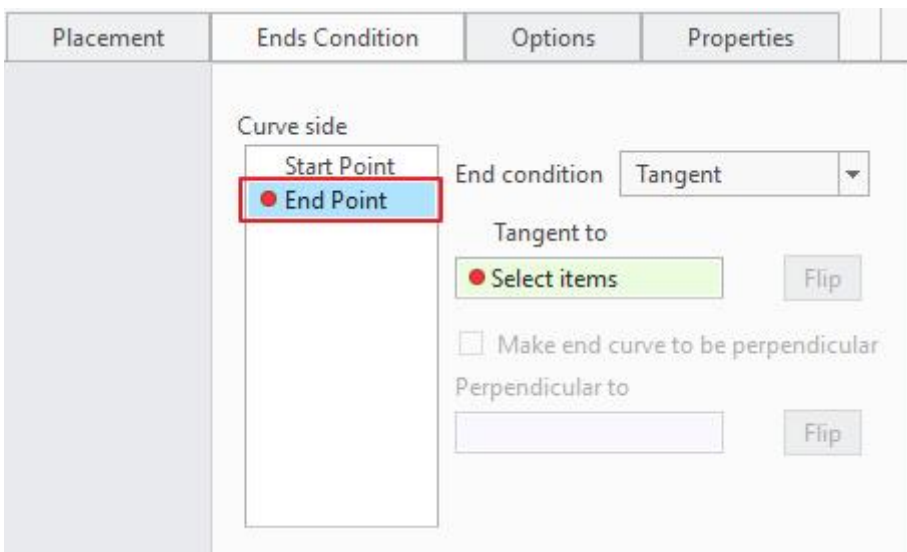 Placement Ends Condition Options Properties
Curve side
Start Point
End Point
End condition Tangent
Tangent to
Select items Flip
Make end curve to be perpendicular
Perpendicular to
Flip